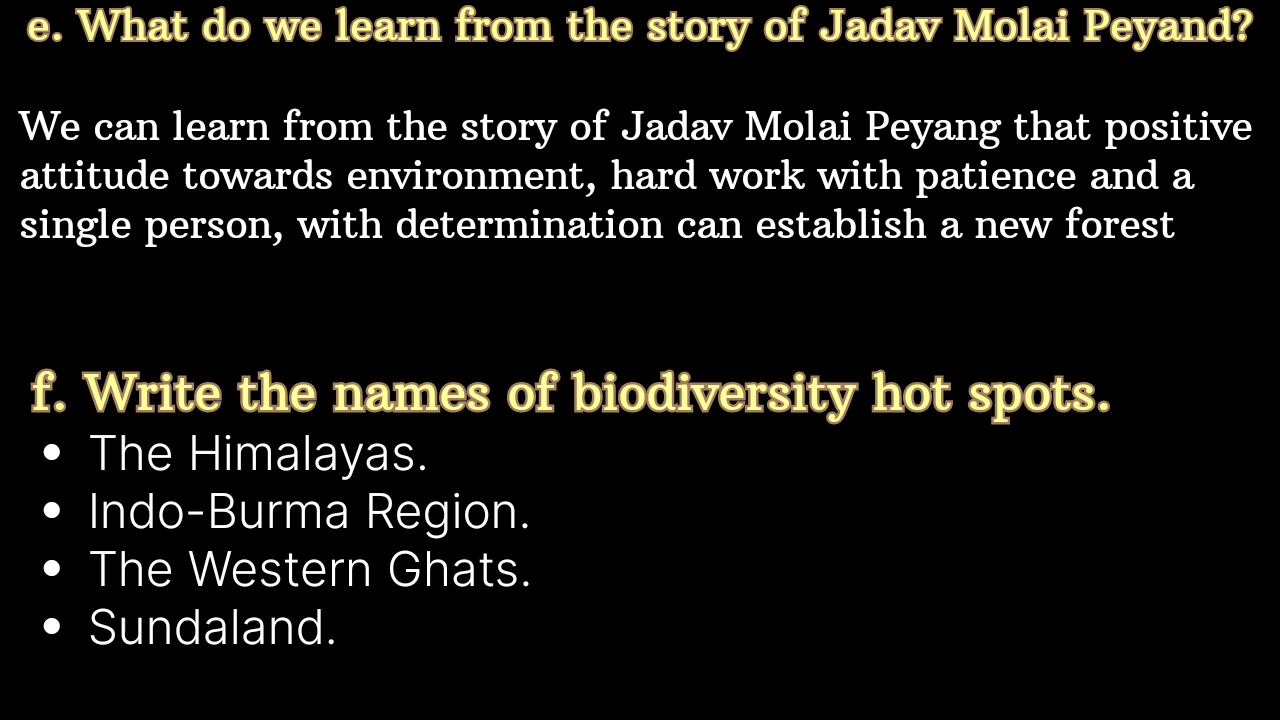 e. What do we learn from the story of Jadav Molai Peyand?
We can learn from the story of Jadav Molai Peyang that positive
attitude towards environment, hard work with patience and a
single person, with determination can establish a new forest
f. Write the names of biodiversity hot spots.
• The Himalayas.
• Indo-Burma Region.
• The Western Ghats.
• Sundaland.